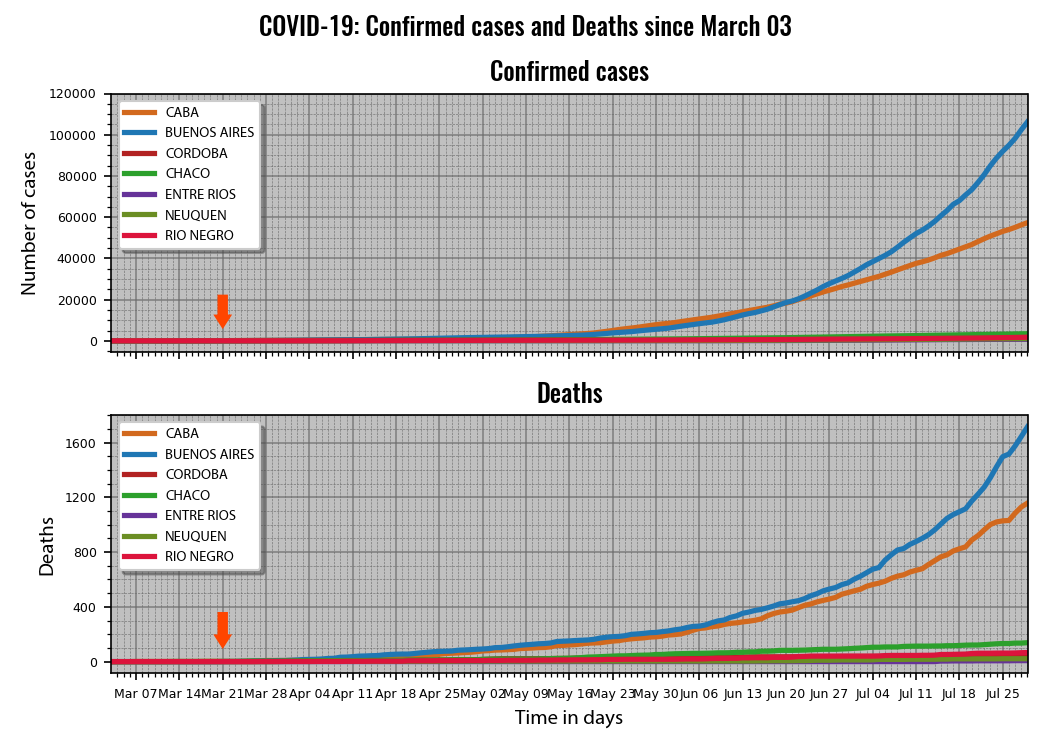 COVID-19: Confirmed cases and Deaths since March 03
Confirmed cases
120000
100000
80000
60000
40000
20000
0
Number of cases
CABA
BUENOS AIRES
CORDOBA
CHACO
ENTRE RIOS
NEUQUEN
RIO NEGRO
Deaths
1600
1200
800
400
0
Deaths
CABA
BUENOS AIRES
CORDOBA
CHACO
ENTRE RIOS
NEUQUEN
RIO NEGRO
Mar 07 Mar 14 Mar 21 Mar 28 Apr 04 Apr 11 Apr 18 Apr 25 May 02 May 09 May 16 May 23 May 30 Jun 06 Jun 13 Jun 20 Jun 27 Jul 04 Jul 11 Jul 18 Jul 25
Time in days